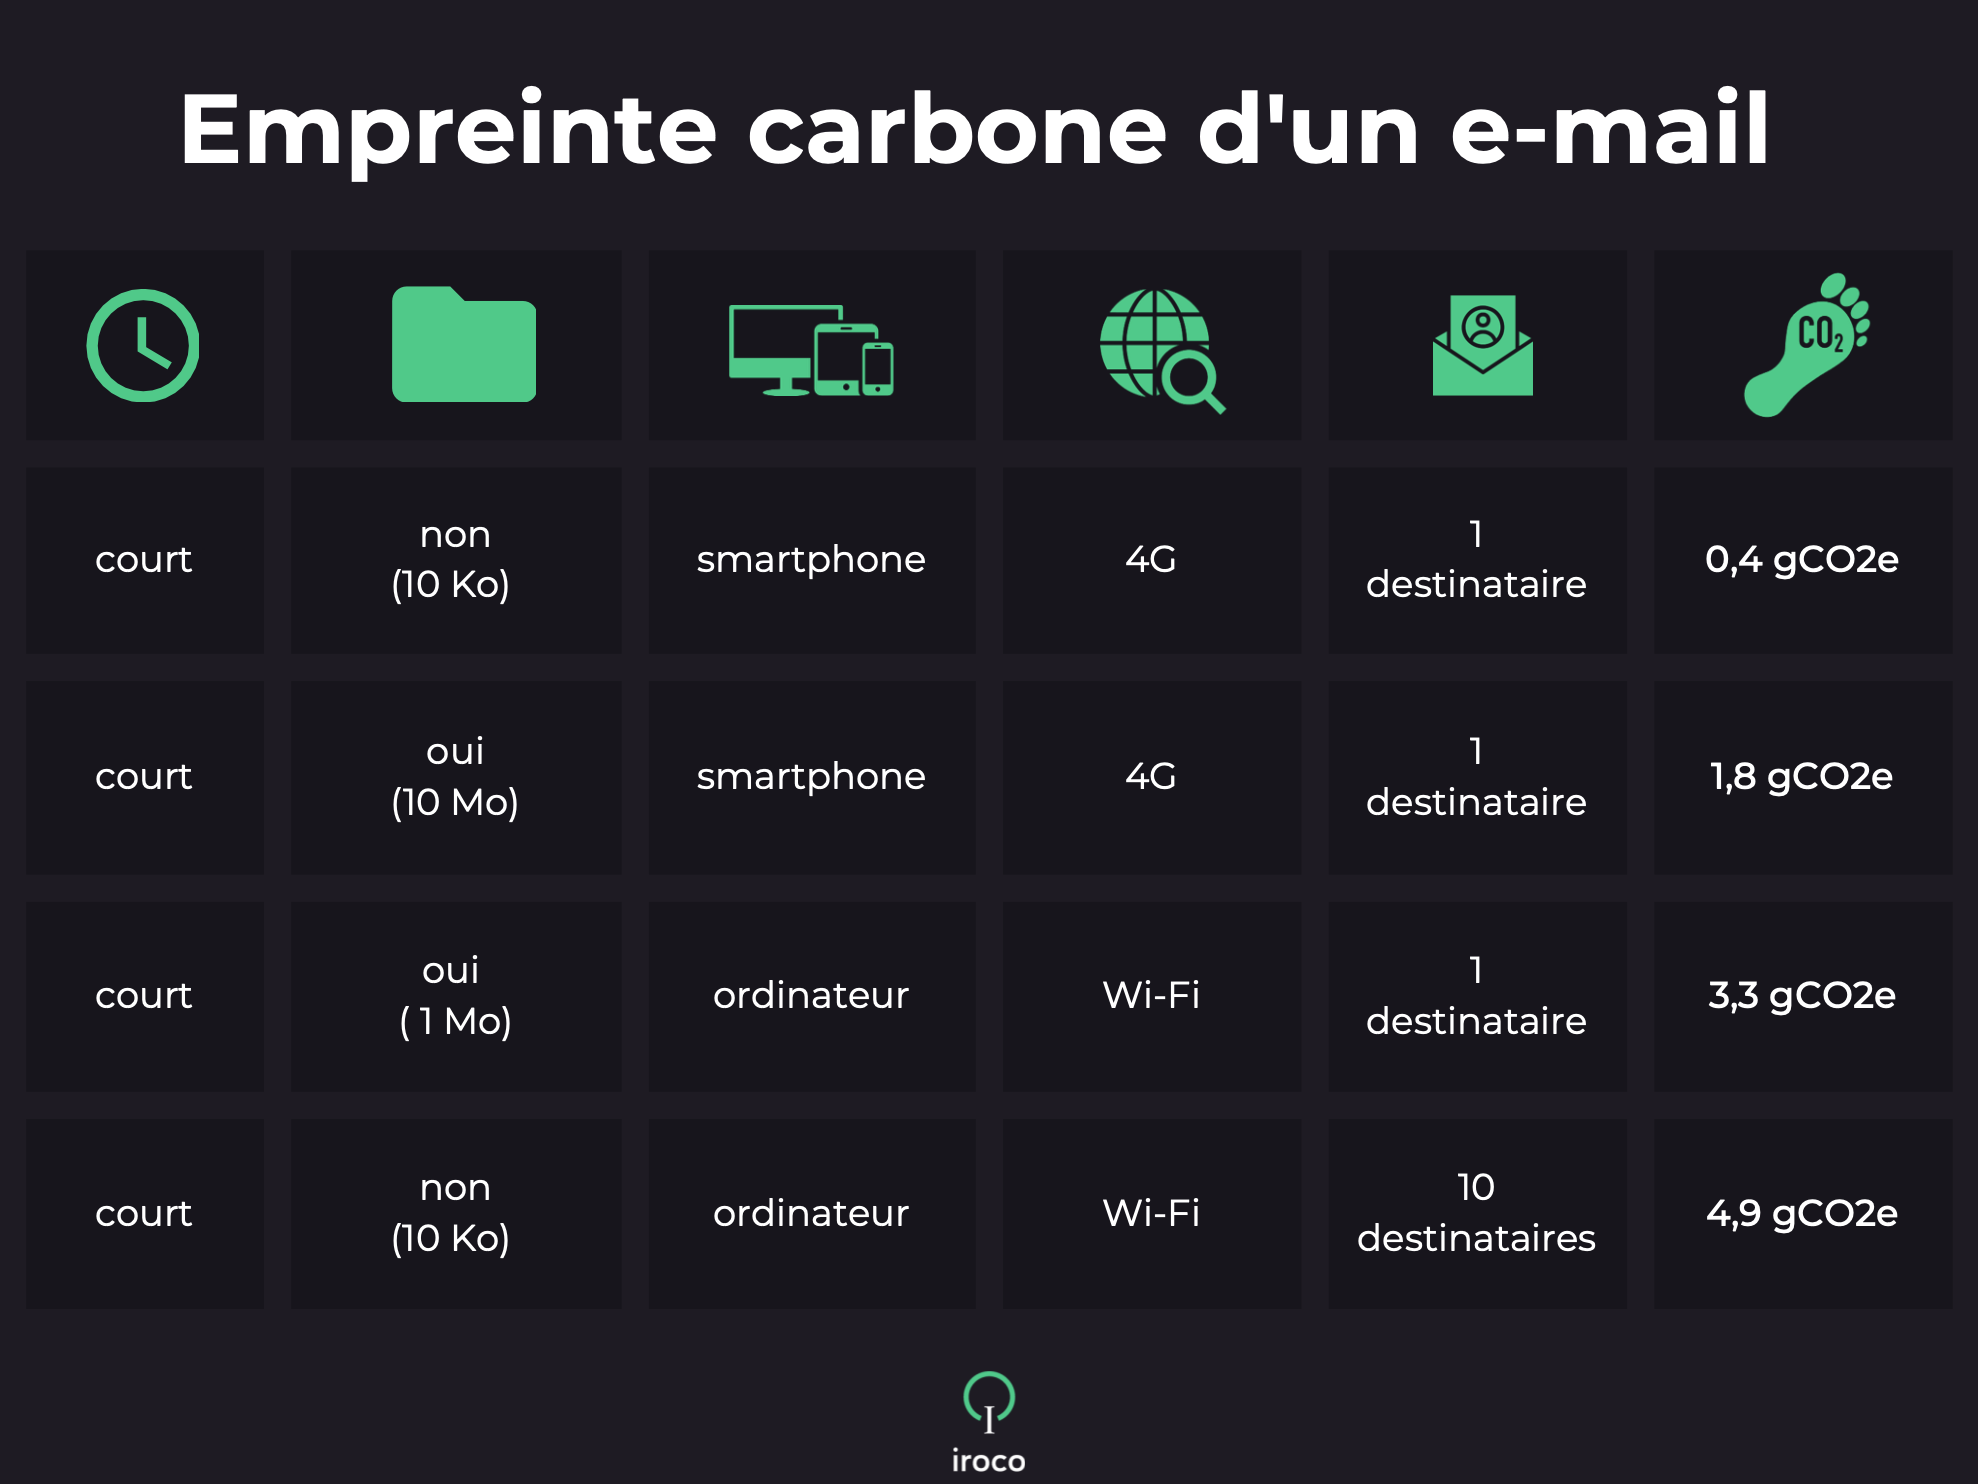 Empreinte carbone d'un e-mail
CO2
court
non
(10 Ko)
smartphone
4G
1
destinataire
0,4 gCO2e
court
oui
(10 Mo)
smartphone
4G
1
destinataire
1,8 gCO2e
court
oui
( 1 Mo)
ordinateur
Wi-Fi
1
destinataire
3,3 gCO2e
court
non
(10 Ko)
ordinateur
Wi-Fi
10
destinataires
4,9 gCO2e
I
iroco